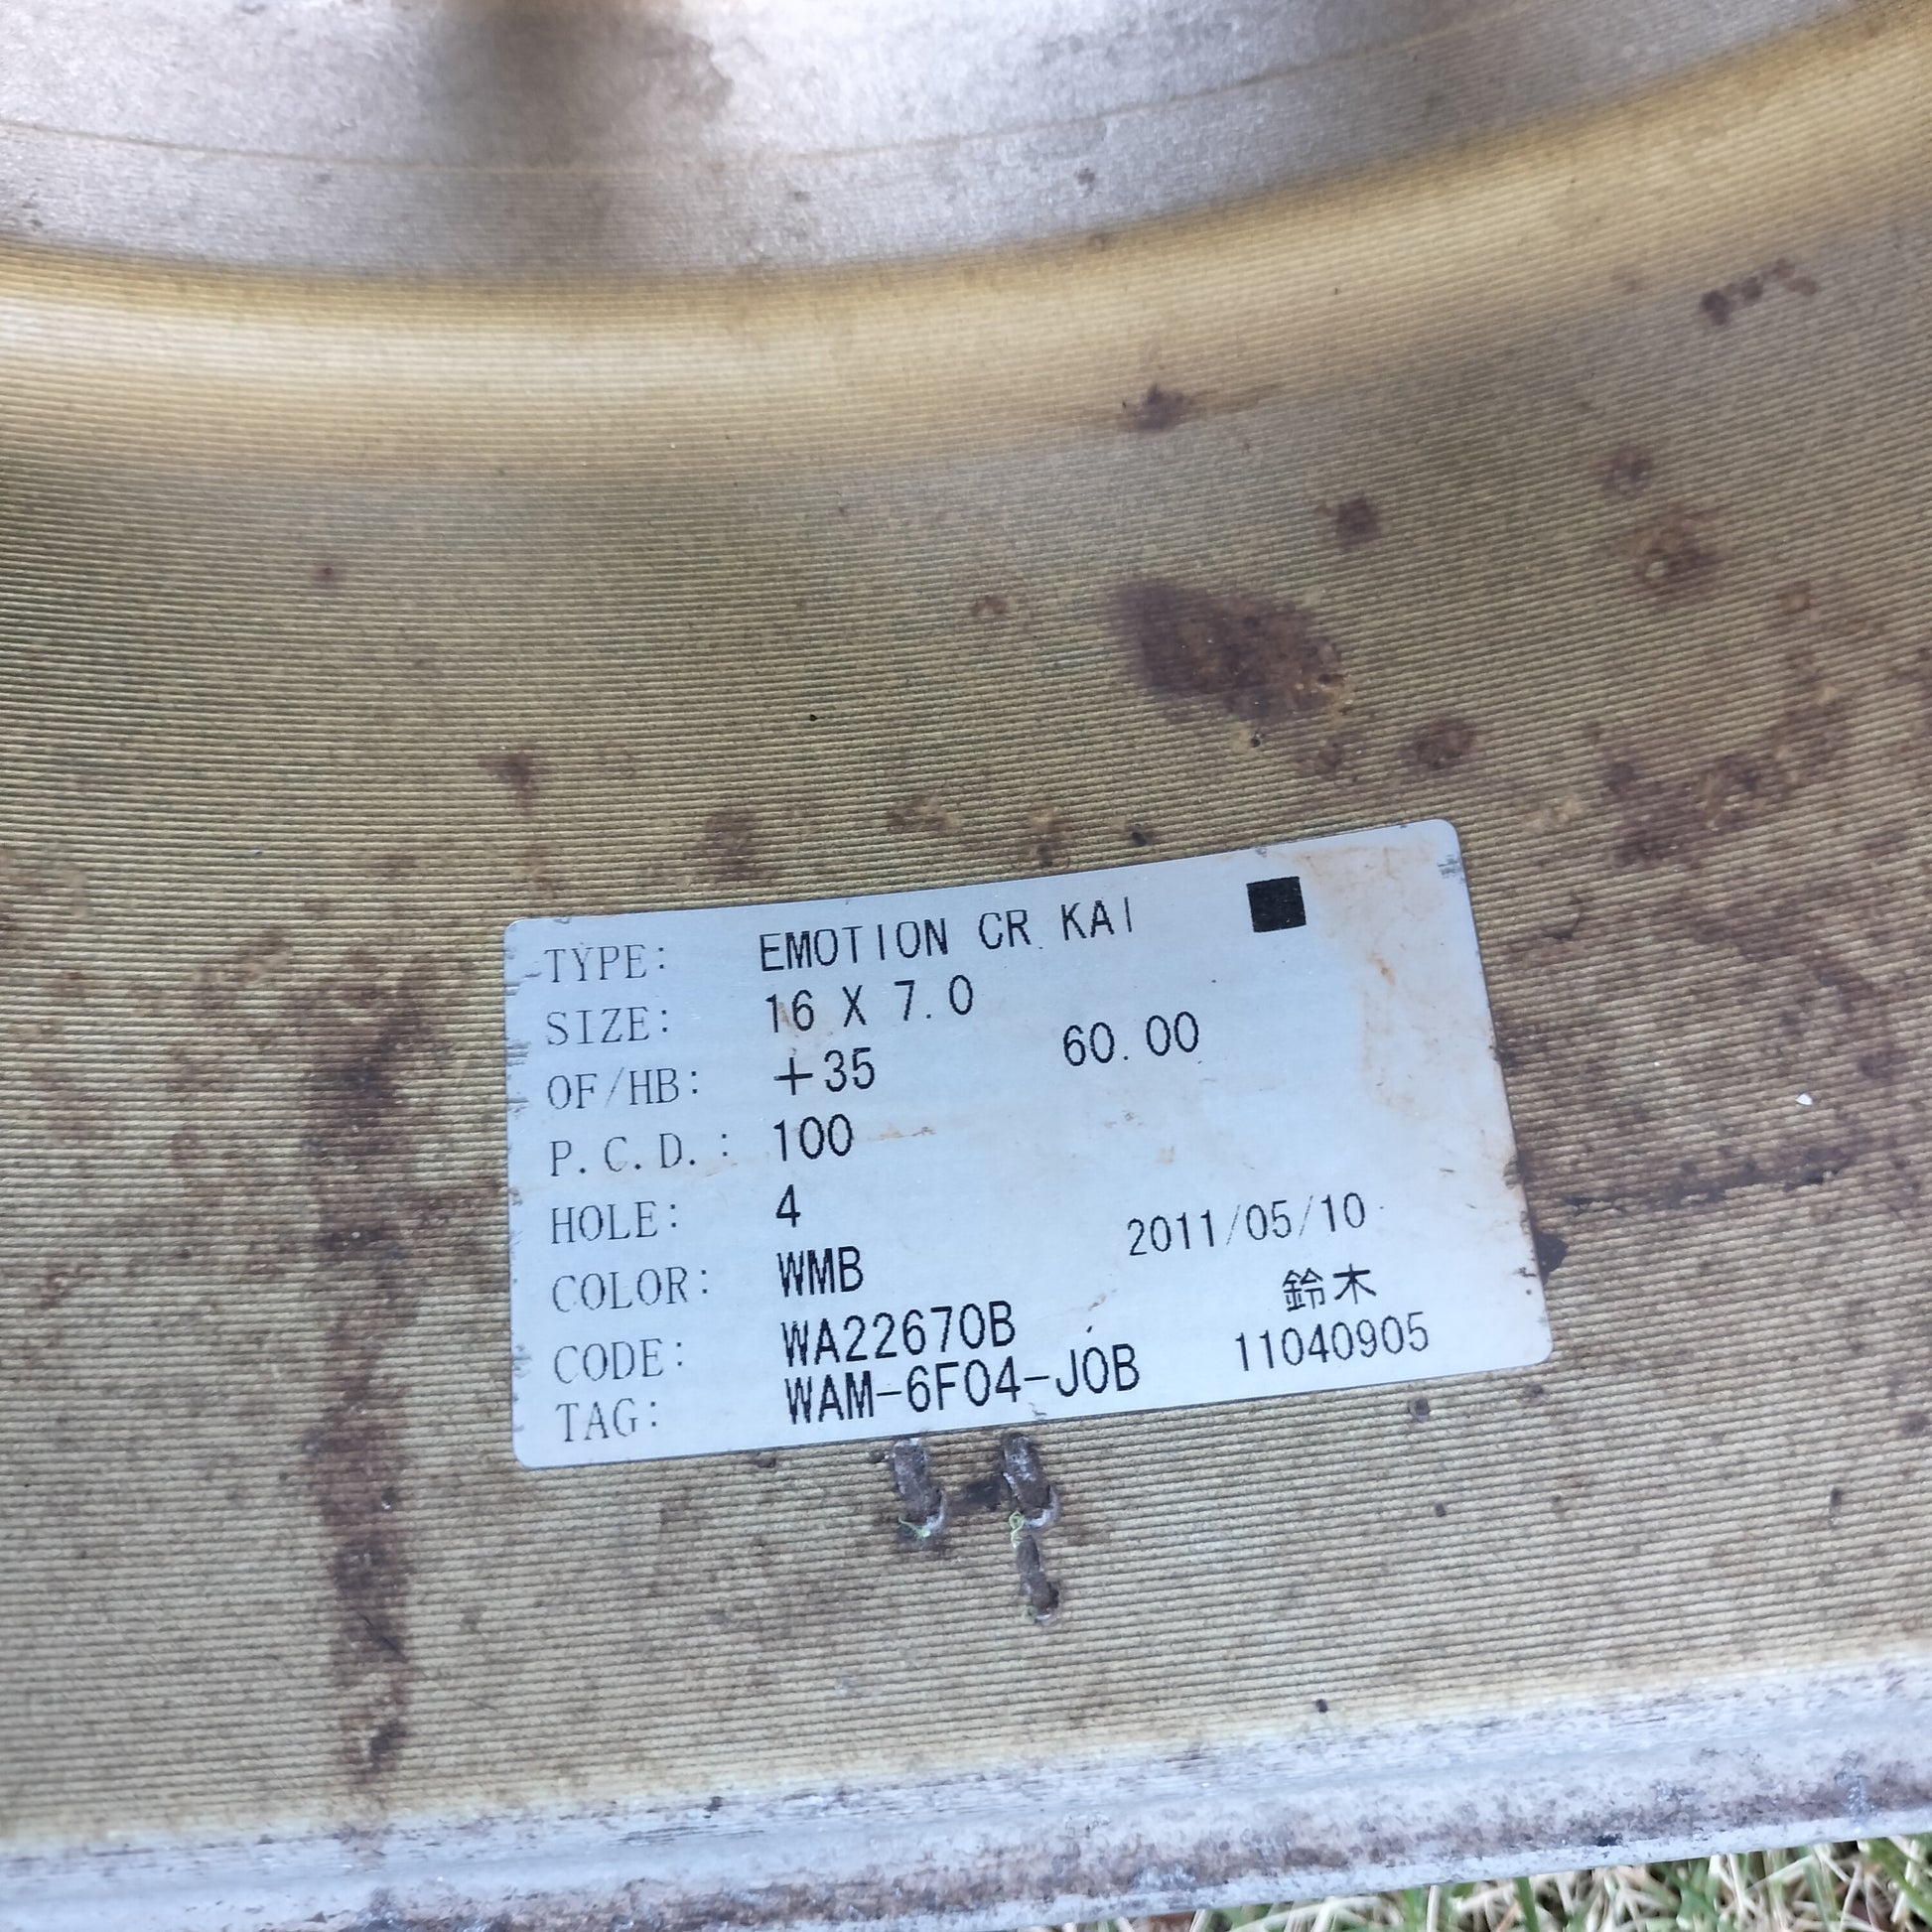 TYPE: EMOTION CR KAI
SIZE: 16 X 7.0
OF/HB: +35 60.00
P.C.D.: 100
HOLE: 4
COLOR: WMB 2011/05/10
CODE: WA22670B 鈴木
TAG: WAM-6F04-J0B 11040905